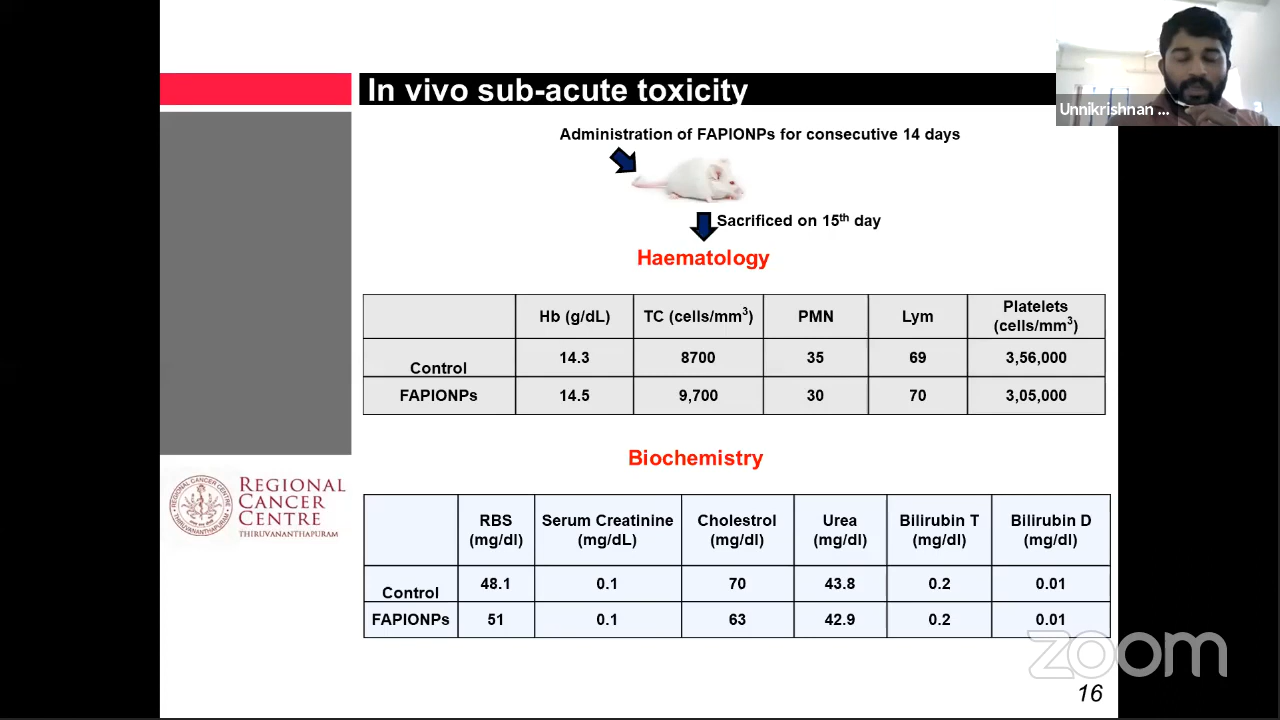 In vivo sub-acute toxicity
Unnikrishnan ...
Administration of FAPIONPs for consecutive 14 days
Sacrificed on 15th day
Haematology
Hb (g/dL) TC (cells/mm3) PMN Lym Platelets (cells/mm3)
Control 14.3 8700 35 69 3,56,000
FAPIONPs 14.5 9,700 30 70 3,05,000
Biochemistry
RBS (mg/dl) Serum Creatinine (mg/dL) Cholestrol (mg/dl) Urea (mg/dl) Bilirubin T (mg/dl) Bilirubin D (mg/dl)
Control 48.1 0.1 70 43.8 0.2 0.01
FAPIONPs 51 0.1 63 42.9 0.2 0.01
REGIONAL
CANCER
CENTRE
THIRUVANANTHAPURAM
REGIONAL CANCER CENTRE
THIRUVANANTHAPURAM
zoom
16